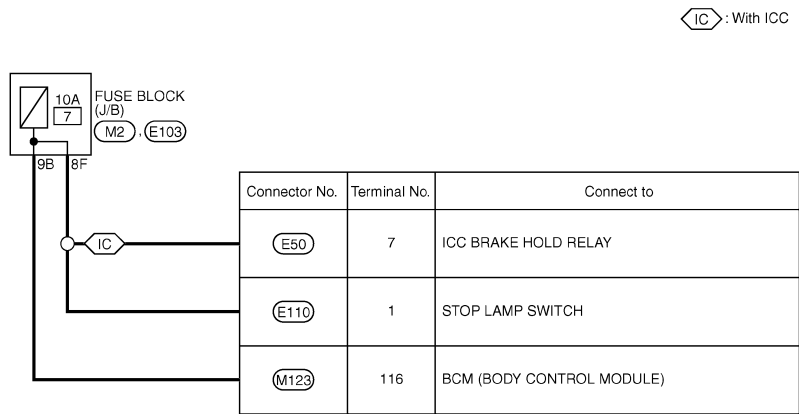 IC : With ICC
10A
7
FUSE BLOCK
(J/B)
M2 , E103
9B 8F
Connector No. Terminal No. Connect to
IC E50 7 ICC BRAKE HOLD RELAY
E110 1 STOP LAMP SWITCH
M123 116 BCM (BODY CONTROL MODULE)